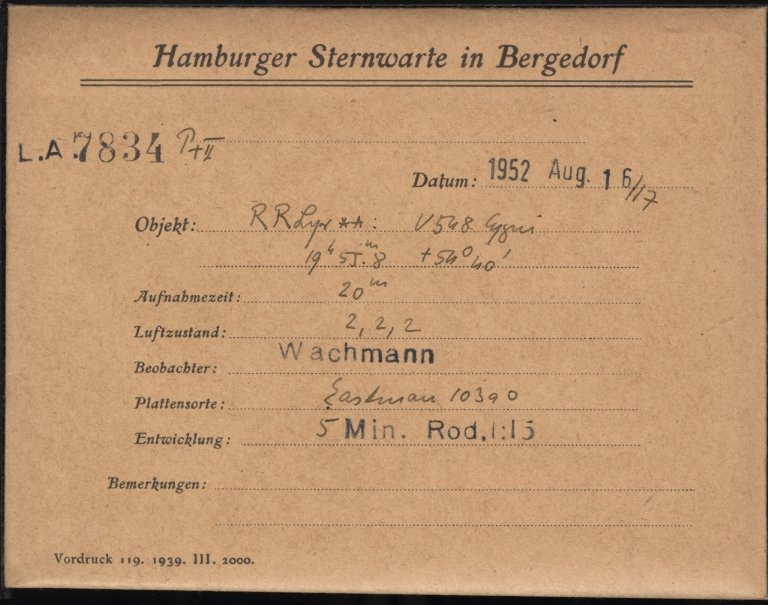 Hamburger Sternwarte in Bergedorf
L.A. 7834 P+II
Datum: 1952 Aug. 16/17
Objekt: RR Lyr **: V548 Cygni
19ʰ 55.ᵐ8 +54° 40'
Aufnahmezeit: 20ᵐ
Luftzustand: 2, 2, 2
Beobachter: Wachmann
Plattensorte: Eastman 103a0
Entwicklung: 5 Min. Rod. 1:15
Bemerkungen:
Vordruck 119. 1939. III. 2000.